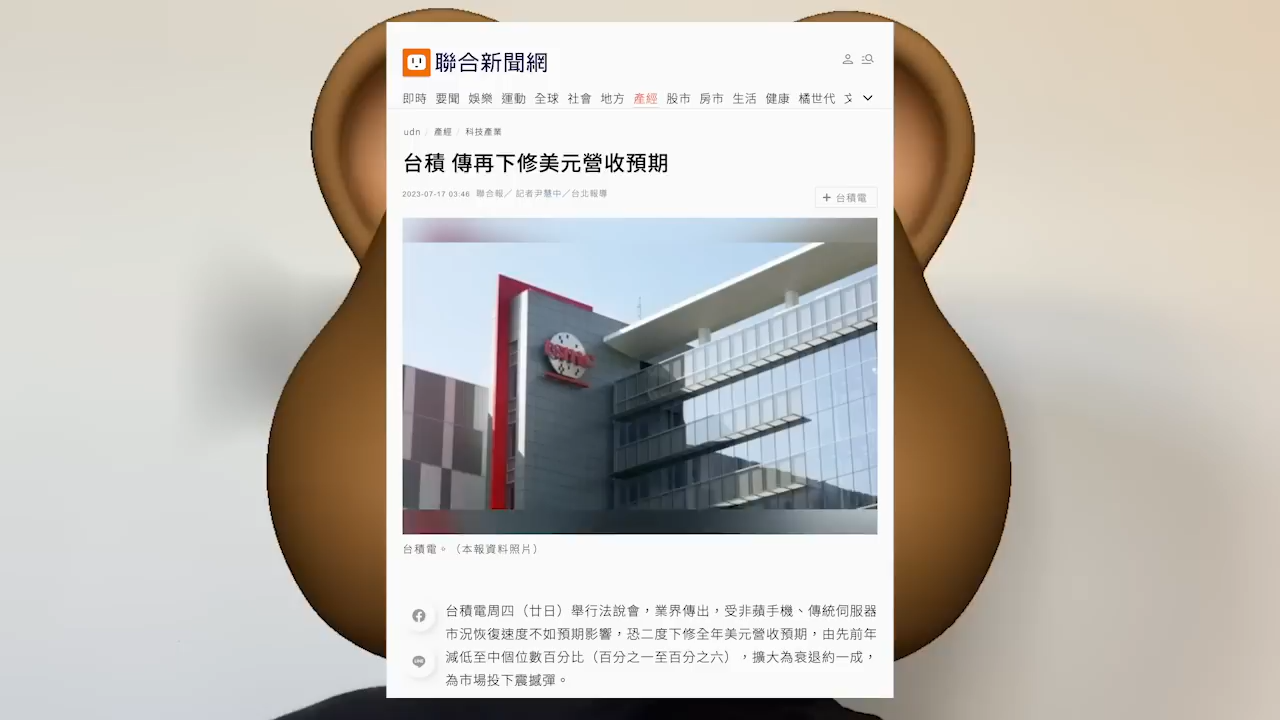 聯合新聞網
即時 要聞 娛樂 運動 全球 社會 地方 產經 股市 房市 生活 健康 橘世代
udn / 產經 / 科技產業
台積 傳再下修美元營收預期
2023-07-17 03:46 聯合報／ 記者尹慧中／台北報導
+ 台積電
tsmc
台積電。（本報資料照片）
台積電周四（廿日）舉行法說會，業界傳出，受非蘋手機、傳統伺服器
市況恢復速度不如預期影響，恐二度下修全年美元營收預期，由先前年
減低至中個位數百分比（百分之一至百分之六），擴大為衰退約一成，
為市場投下震撼彈。